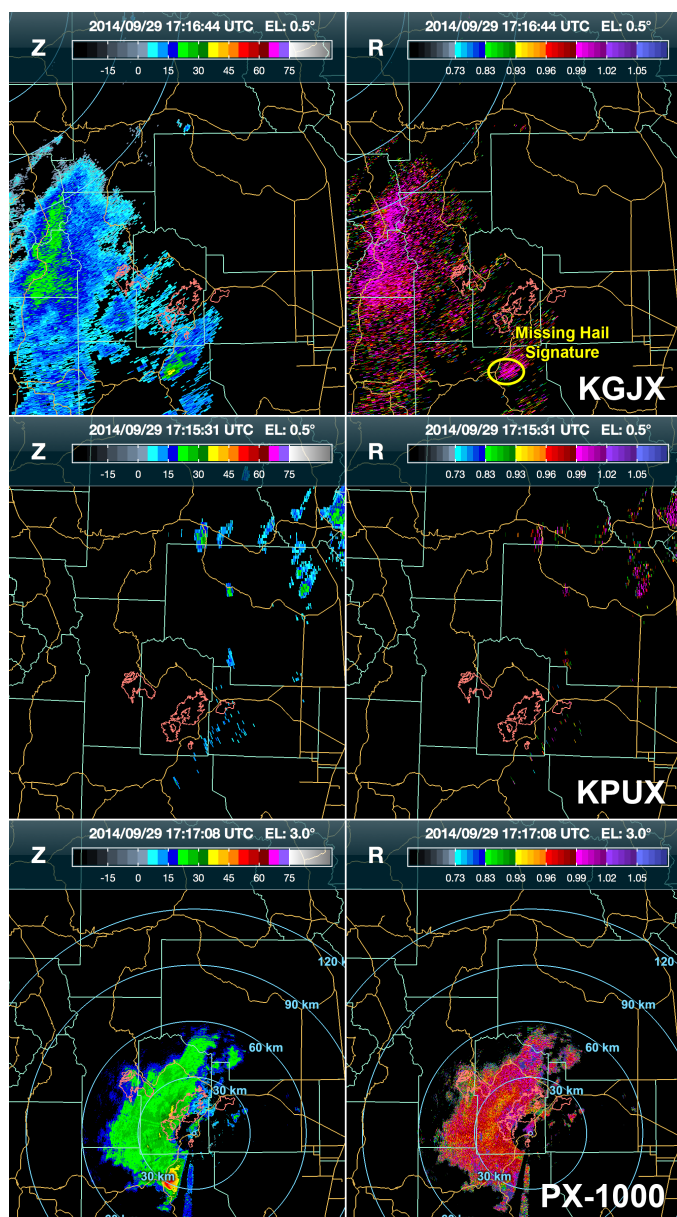 2014/09/29 17:16:44 UTC EL: 0.5°
Z
-15 0 15 30 45 60 75
2014/09/29 17:16:44 UTC EL: 0.5°
R
0.73 0.83 0.93 0.96 0.99 1.02 1.05
Missing Hail
Signature
KGJX
2014/09/29 17:15:31 UTC EL: 0.5°
Z
-15 0 15 30 45 60 75
2014/09/29 17:15:31 UTC EL: 0.5°
R
0.73 0.83 0.93 0.96 0.99 1.02 1.05
KPUX
2014/09/29 17:17:08 UTC EL: 3.0°
Z
-15 0 15 30 45 60 75
120 k
90 km
60 km
30 km
30 km
2014/09/29 17:17:08 UTC EL: 3.0°
R
0.73 0.83 0.93 0.96 0.99 1.02 1.05
120 k
90 km
60 km
30 km
30 km
PX-1000